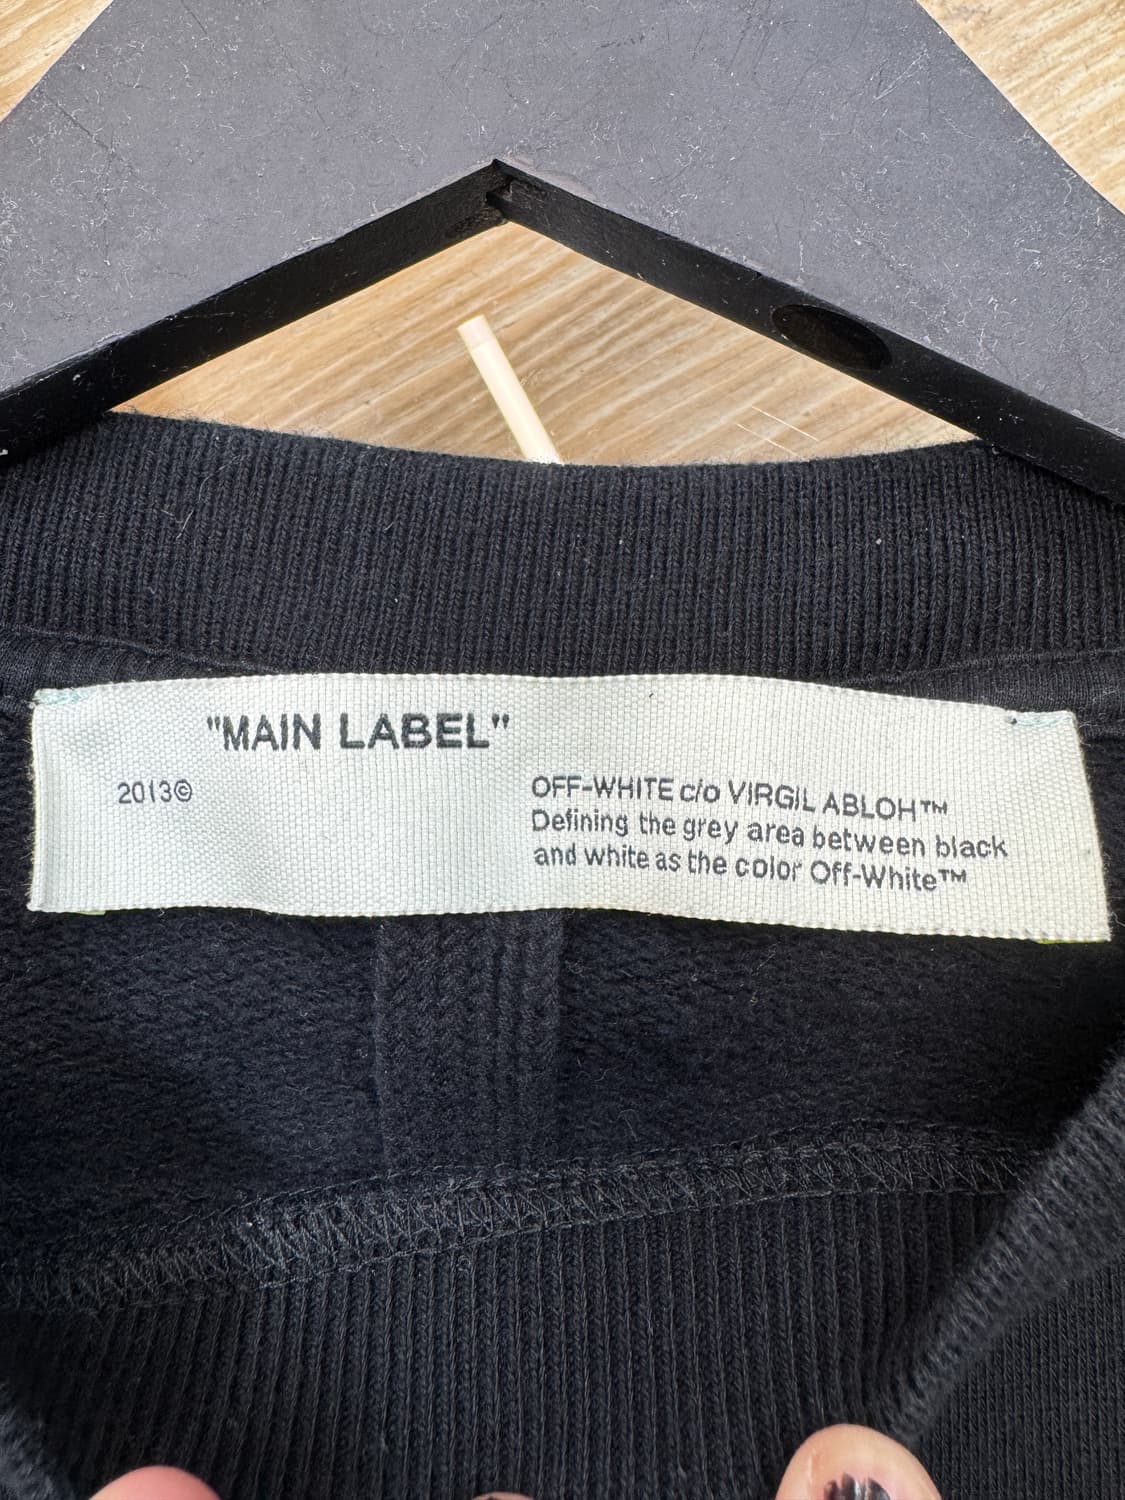 "MAIN LABEL"
2013©
OFF-WHITE c/o VIRGIL ABLOH™
Defining the grey area between black
and white as the color Off-White™